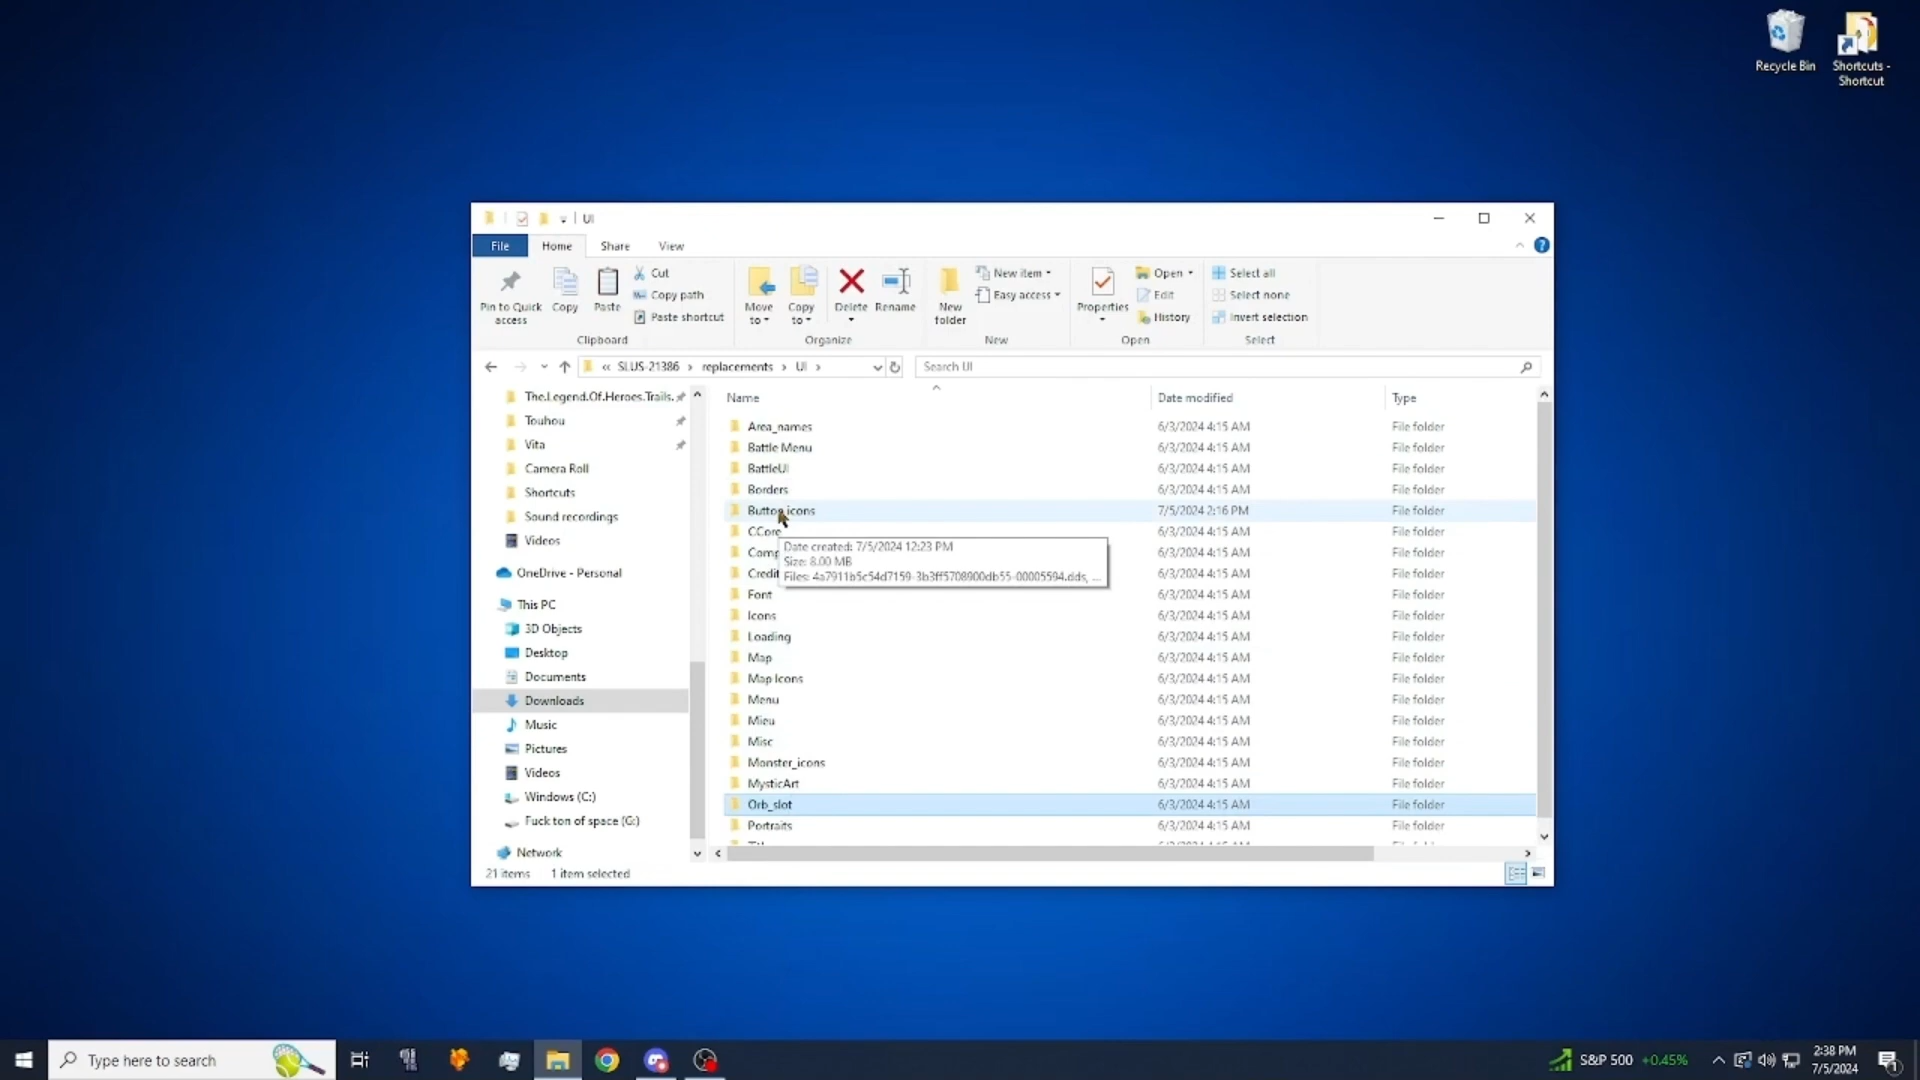 Recycle Bin
Shortcuts -
Shortcut
UI
File Home Share View
Pin to Quick
access
Copy
Paste
Cut
Copy path
Paste shortcut
Clipboard
Move
to
Copy
to
Delete
Rename
Organize
New
folder
New item
Easy access
New
Properties
Open
Edit
History
Open
Select all
Select none
Invert selection
Select
« SLUS-21386 › replacements › UI ›
Search UI
The.Legend.Of.Heroes.Trails.
Touhou
Vita
Camera Roll
Shortcuts
Sound recordings
Videos
OneDrive - Personal
This PC
3D Objects
Desktop
Documents
Downloads
Music
Pictures
Videos
Windows (C:)
Fuck ton of space (G:)
Network
Name Date modified Type
Area_names 6/3/2024 4:15 AM File folder
Battle Menu 6/3/2024 4:15 AM File folder
BattleUI 6/3/2024 4:15 AM File folder
Borders 6/3/2024 4:15 AM File folder
Button icons 7/5/2024 2:16 PM File folder
CCore 6/3/2024 4:15 AM File folder
Comp 6/3/2024 4:15 AM File folder
Credit 6/3/2024 4:15 AM File folder
Font 6/3/2024 4:15 AM File folder
Icons 6/3/2024 4:15 AM File folder
Loading 6/3/2024 4:15 AM File folder
Map 6/3/2024 4:15 AM File folder
Map Icons 6/3/2024 4:15 AM File folder
Menu 6/3/2024 4:15 AM File folder
Mieu 6/3/2024 4:15 AM File folder
Misc 6/3/2024 4:15 AM File folder
Monster_icons 6/3/2024 4:15 AM File folder
MysticArt 6/3/2024 4:15 AM File folder
Orb_slot 6/3/2024 4:15 AM File folder
Portraits 6/3/2024 4:15 AM File folder
Date created: 7/5/2024 12:23 PM
Size: 8.00 MB
Files: 4a7911b5c54d7159-3b3ff5708900db55-00005594.dds, ...
21 items 1 item selected
Type here to search
S&P 500 +0.45%
2:38 PM
7/5/2024
1